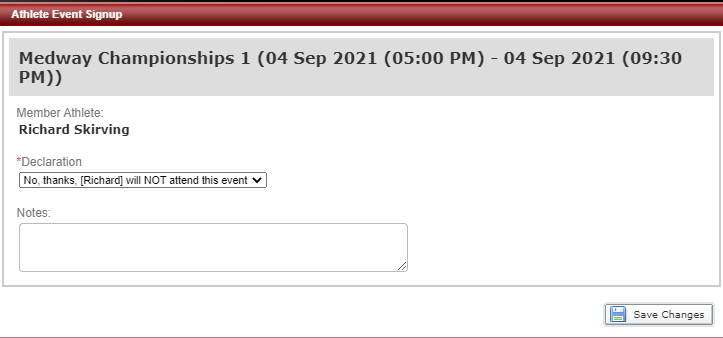 Athlete Event Signup
Medway Championships 1 (04 Sep 2021 (05:00 PM) - 04 Sep 2021 (09:30
PM))
Member Athlete:
Richard Skirving
*Declaration
No, thanks, [Richard] will NOT attend this event
Notes:
Save Changes